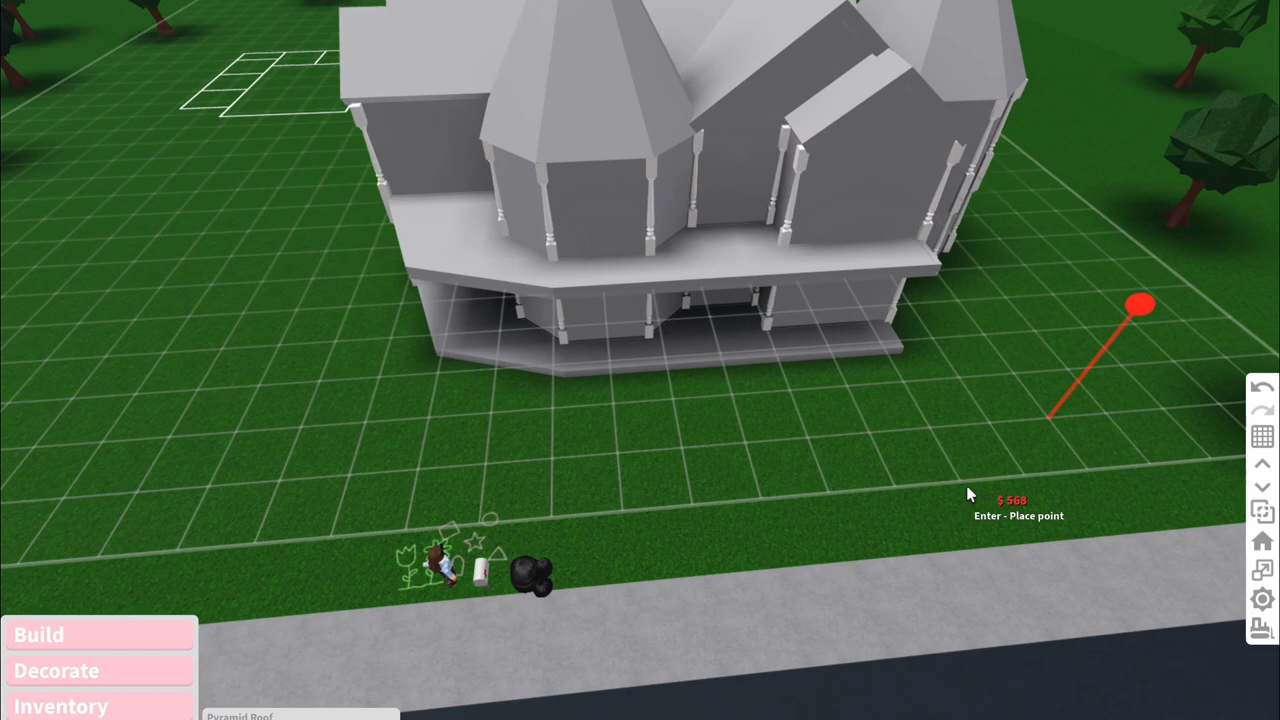 $ 568
Enter - Place point
Build
Decorate
Inventory
Pyramid Roof